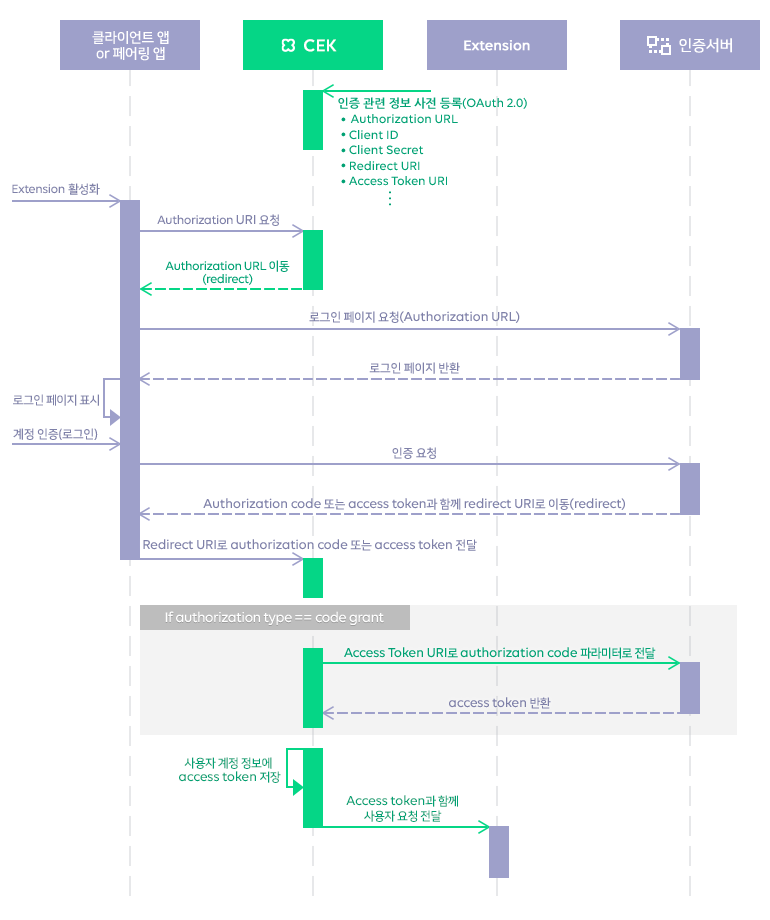 클라이언트 앱
or 페어링 앱
CEK
Extension
인증서버
인증 관련 정보 사전 등록(OAuth 2.0)
• Authorization URL
• Client ID
• Client Secret
• Redirect URI
• Access Token URI
⋮
Extension 활성화
Authorization URI 요청
Authorization URL 이동
(redirect)
로그인 페이지 요청(Authorization URL)
로그인 페이지 반환
로그인 페이지 표시
계정 인증(로그인)
인증 요청
Authorization code 또는 access token과 함께 redirect URI로 이동(redirect)
Redirect URI로 authorization code 또는 access token 전달
If authorization type == code grant
Access Token URI로 authorization code 파라미터로 전달
access token 반환
사용자 계정 정보에
access token 저장
Access token과 함께
사용자 요청 전달